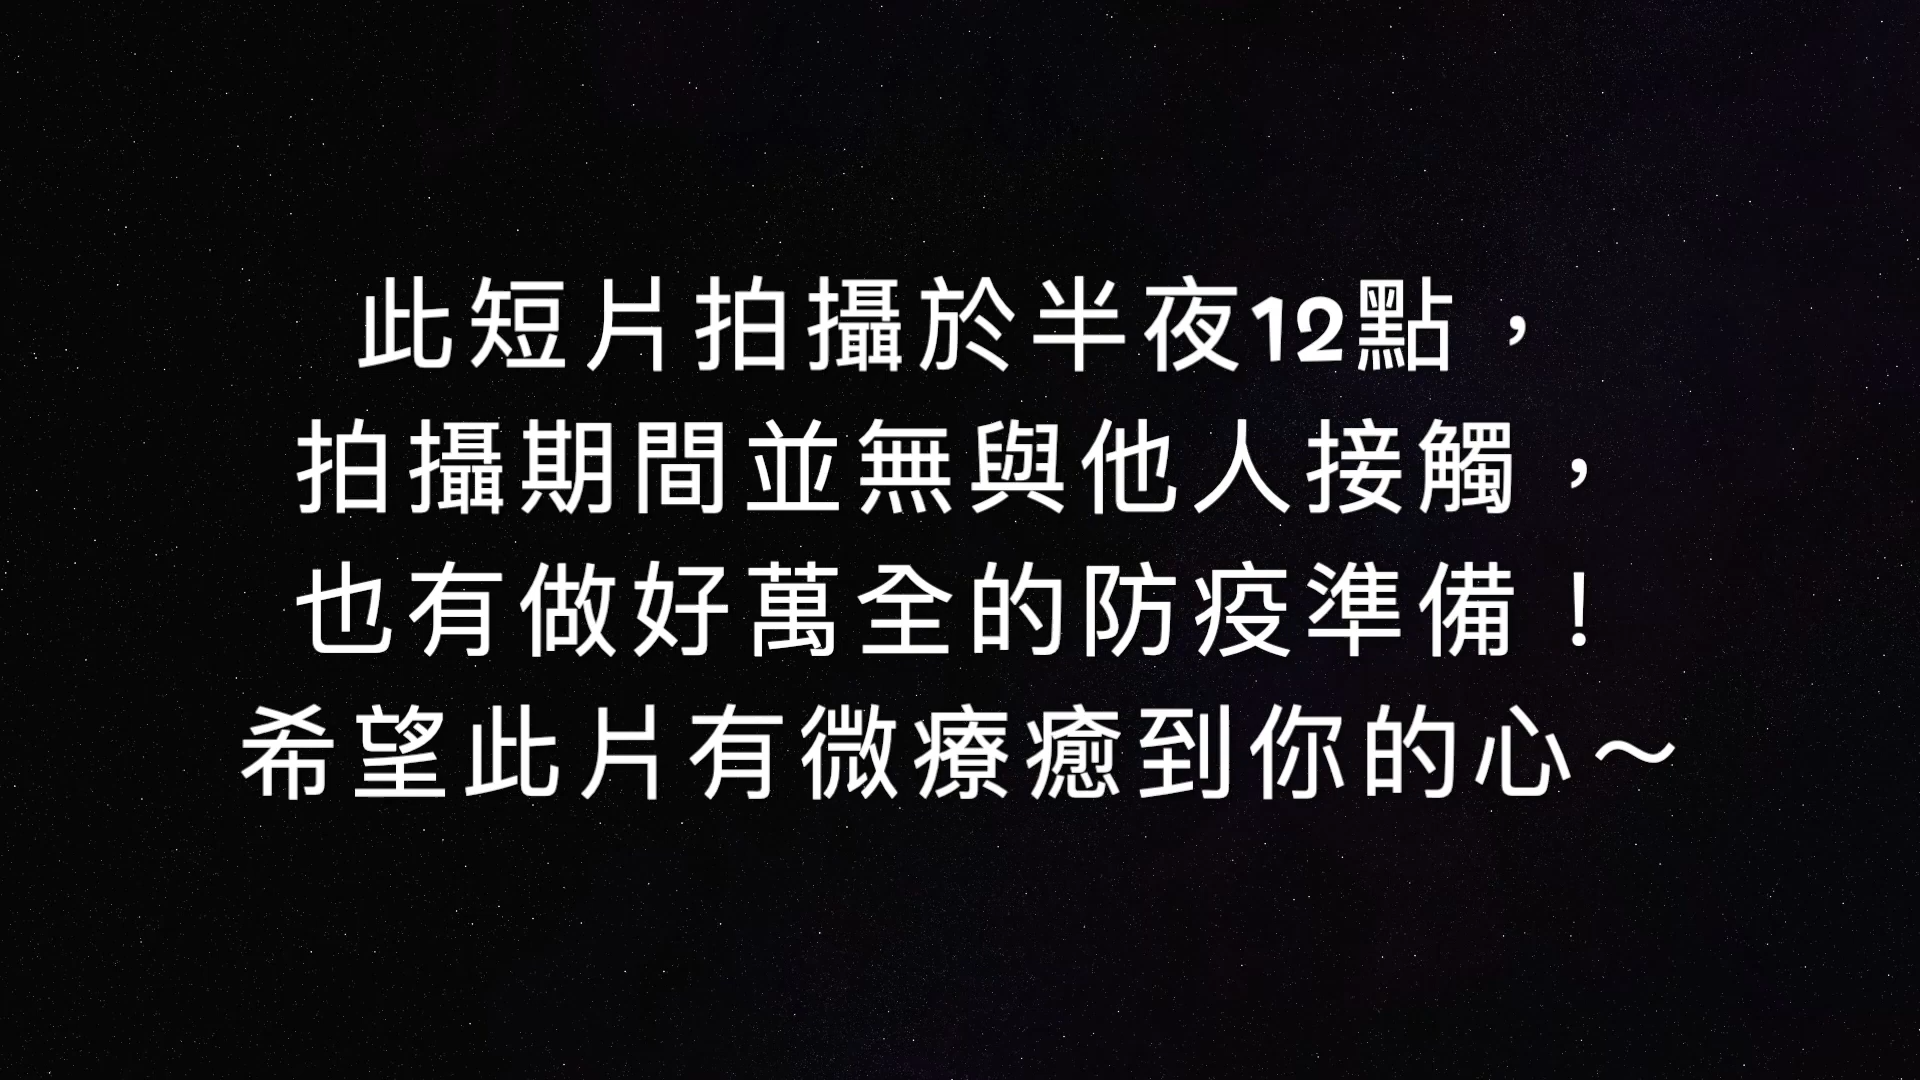 此短片拍攝於半夜12點，
拍攝期間並無與他人接觸，
也有做好萬全的防疫準備！
希望此片有微療癒到你的心～